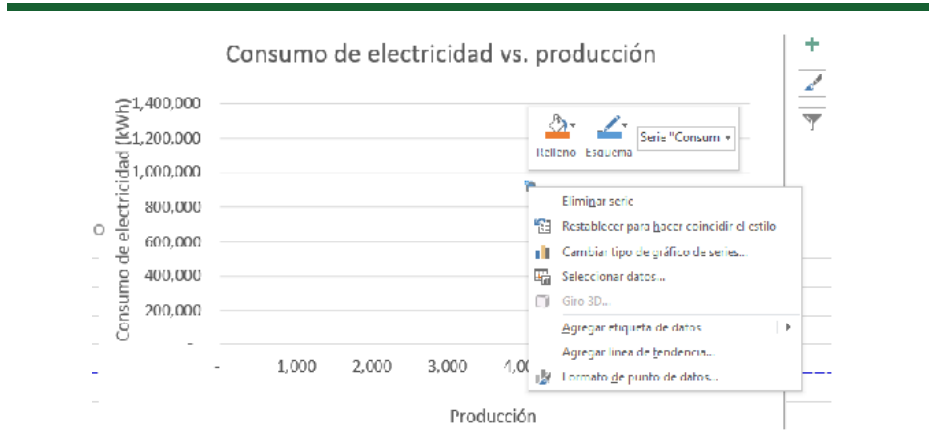 Consumo de electricidad vs. producción
Consumo de electricidad (kWh)
1,400,000
1,200,000
1,000,000
800,000
600,000
400,000
200,000
-
-
1,000
2,000
3,000
Producción
Relleno
Esquema
Serie "Consum
Eliminar serie
Restablecer para hacer coincidir el estilo
Cambiar tipo de gráfico de series...
Seleccionar datos...
Giro 3D...
Agregar etiqueta de datos
Agregar línea de tendencia...
Formato de punto de datos...